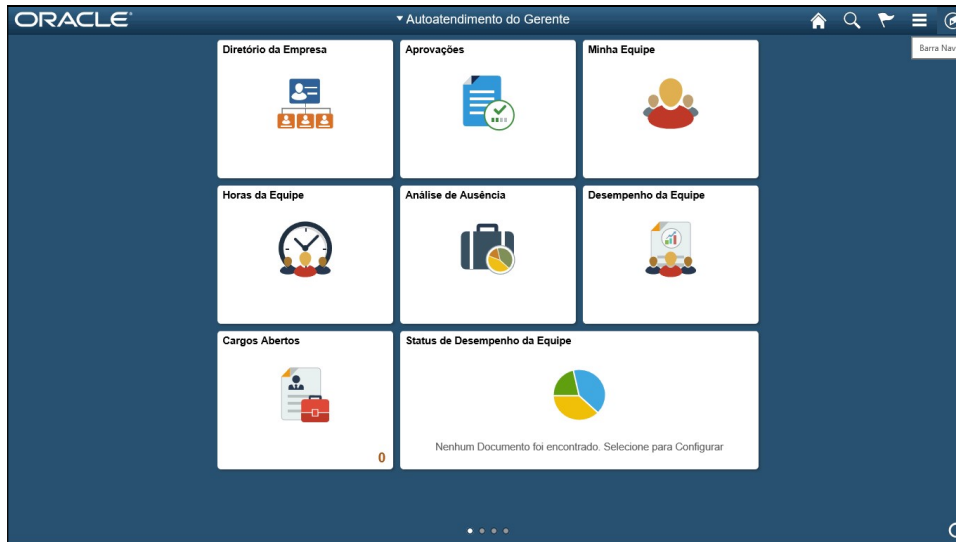 ORACLE
Autoatendimento do Gerente
Barra Nav
Diretório da Empresa
Aprovações
Minha Equipe
Horas da Equipe
Análise de Ausência
Desempenho da Equipe
Cargos Abertos
0
Status de Desempenho da Equipe
Nenhum Documento foi encontrado. Selecione para Configurar